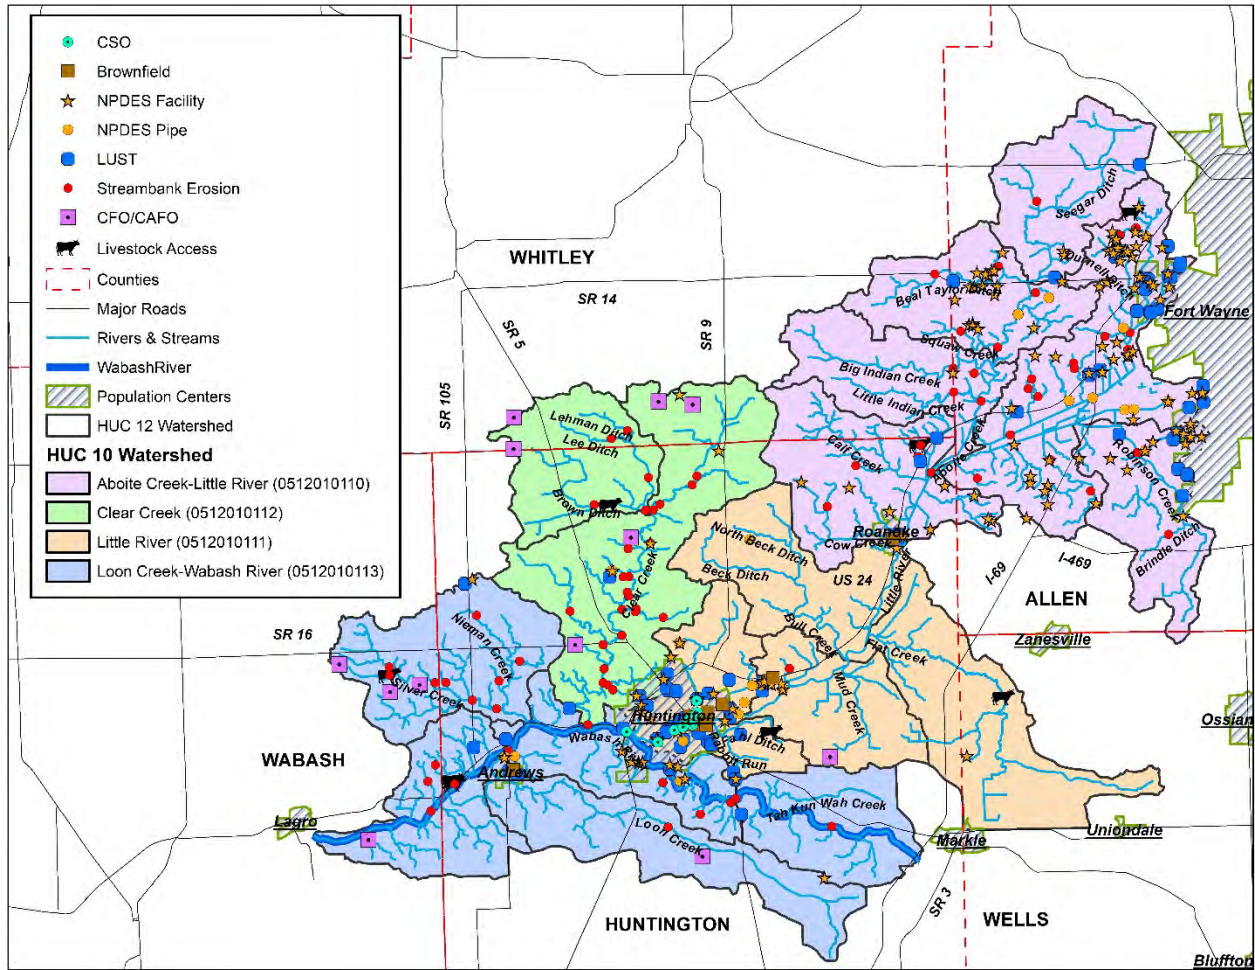 CSO
Brownfield
NPDES Facility
NPDES Pipe
LUST
Streambank Erosion
CFO/CAFO
Livestock Access
Counties
Major Roads
Rivers & Streams
WabashRiver
Population Centers
HUC 12 Watershed
HUC 10 Watershed
Aboite Creek-Little River (0512010110)
Clear Creek (0512010112)
Little River (0512010111)
Loon Creek-Wabash River (0512010113)
WHITLEY
SR 14
SR 5
SR 9
SR 105
Seegar Ditch
Durnell Ditch
Beal Taylor Ditch
Fort Wayne
Squaw Creek
Big Indian Creek
Little Indian Creek
Lehman Ditch
Lee Ditch
Calf Creek
Aboite Creek
Robinson Creek
Brown Ditch
Roanoke
North Beck Ditch
Cow Creek
Brindle Ditch
Beck Ditch
US 24
Little River
I-69
I-469
Clear Creek
ALLEN
SR 16
Nieman Creek
Bull Creek
Flat Creek
Zanesville
Silver Creek
Mud Creek
Huntington
Ossian
Wabash River
Rabbit Run
WABASH
Andrews
Tah Kun Wah Creek
Lagro
Loon Creek
Markle
Uniondale
SR 3
HUNTINGTON
WELLS
Bluffton